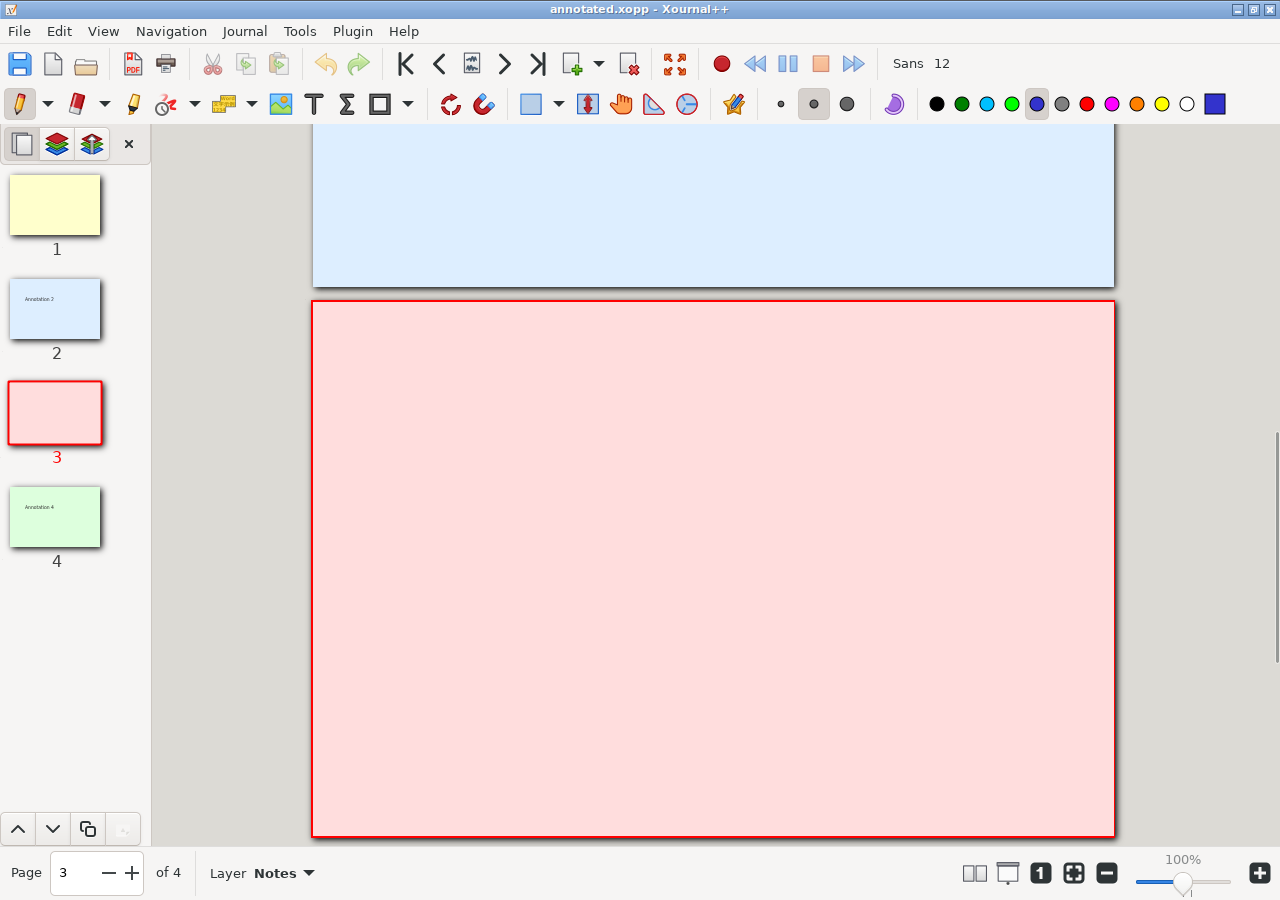 annotated.xopp - Xournal++
File Edit View Navigation Journal Tools Plugin Help
Sans 12
1
Annotation 2
2
3
Annotation 4
4
Page 3 of 4 Layer Notes
100%